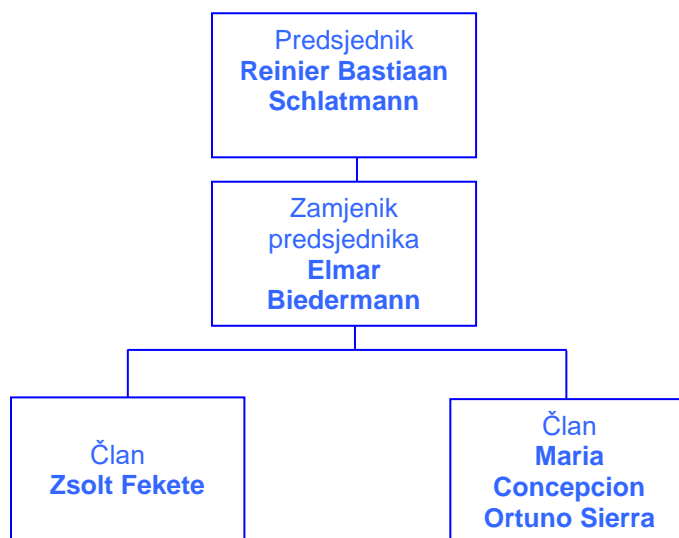 Predsjednik
Reinier Bastiaan
Schlatmann
Zamjenik
predsjednika
Elmar
Biedermann
Član
Zsolt Fekete
Član
Maria
Concepcion
Ortuno Sierra